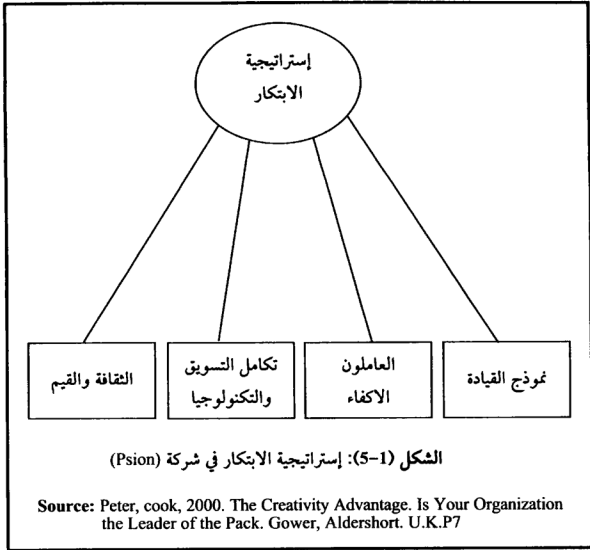 إستراتيجية
الابتكار
نموذج القيادة
العاملون
الاكفاء
تكامل التسويق
والتكنولوجيا
الثقافة والقيم
الشكل (1-5): إستراتيجية الابتكار في شركة (Psion)
Source: Peter, cook, 2000. The Creativity Advantage. Is Your Organization
the Leader of the Pack. Gower, Aldershort. U.K.P7